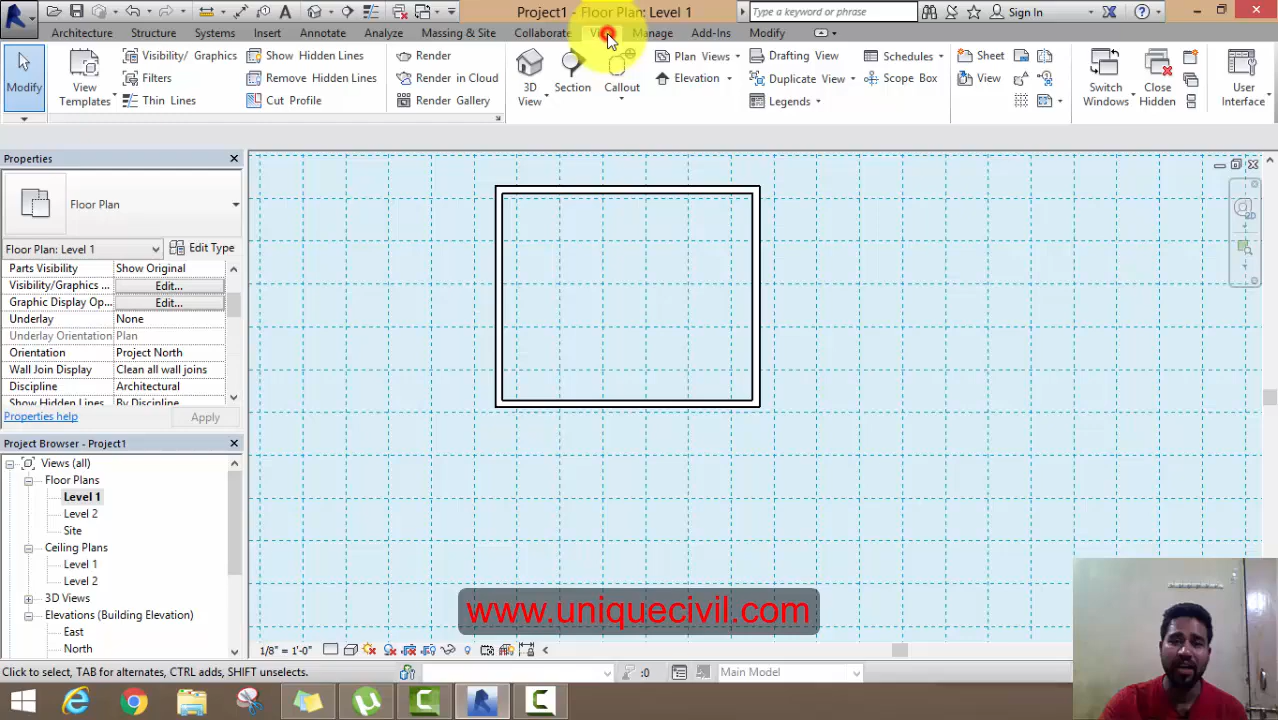 Project1 - Floor Plan: Level 1
Type a keyword or phrase
Sign In
Architecture Structure Systems Insert Annotate Analyze Massing & Site Collaborate Manage Add-Ins Modify
Modify
View Templates
Visibility/ Graphics
Filters
Thin Lines
Show Hidden Lines
Remove Hidden Lines
Cut Profile
Render
Render in Cloud
Render Gallery
3D View
Section
Callout
Plan Views
Elevation
Drafting View
Duplicate View
Legends
Schedules
Scope Box
Sheet
View
Switch Windows
Close Hidden
User Interface
Properties
Floor Plan
Floor Plan: Level 1
Edit Type
Parts Visibility Show Original
Visibility/Graphics ... Edit...
Graphic Display Op... Edit...
Underlay None
Underlay Orientation Plan
Orientation Project North
Wall Join Display Clean all wall joins
Discipline Architectural
Show Hidden Lines By Discipline
Properties help
Apply
Project Browser - Project1
Views (all)
Floor Plans
Level 1
Level 2
Site
Ceiling Plans
Level 1
Level 2
3D Views
Elevations (Building Elevation)
East
North
2D
www.uniquecivil.com
1/8" = 1'-0"
Click to select, TAB for alternates, CTRL adds, SHIFT unselects.
:0
Main Model